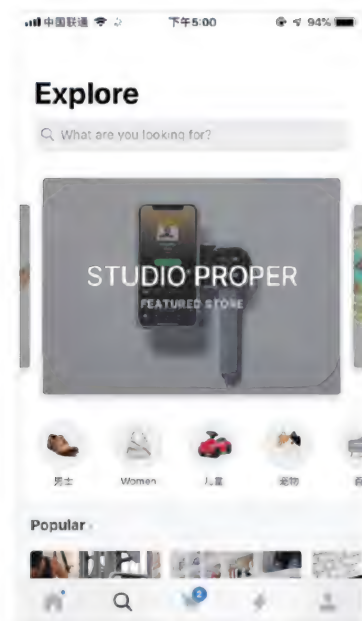 中国联通 下午5:00 94%
Explore
What are you looking for?
STUDIO PROPER
FEATURED STORE
男士 Women 儿童 宠物
Popular
2